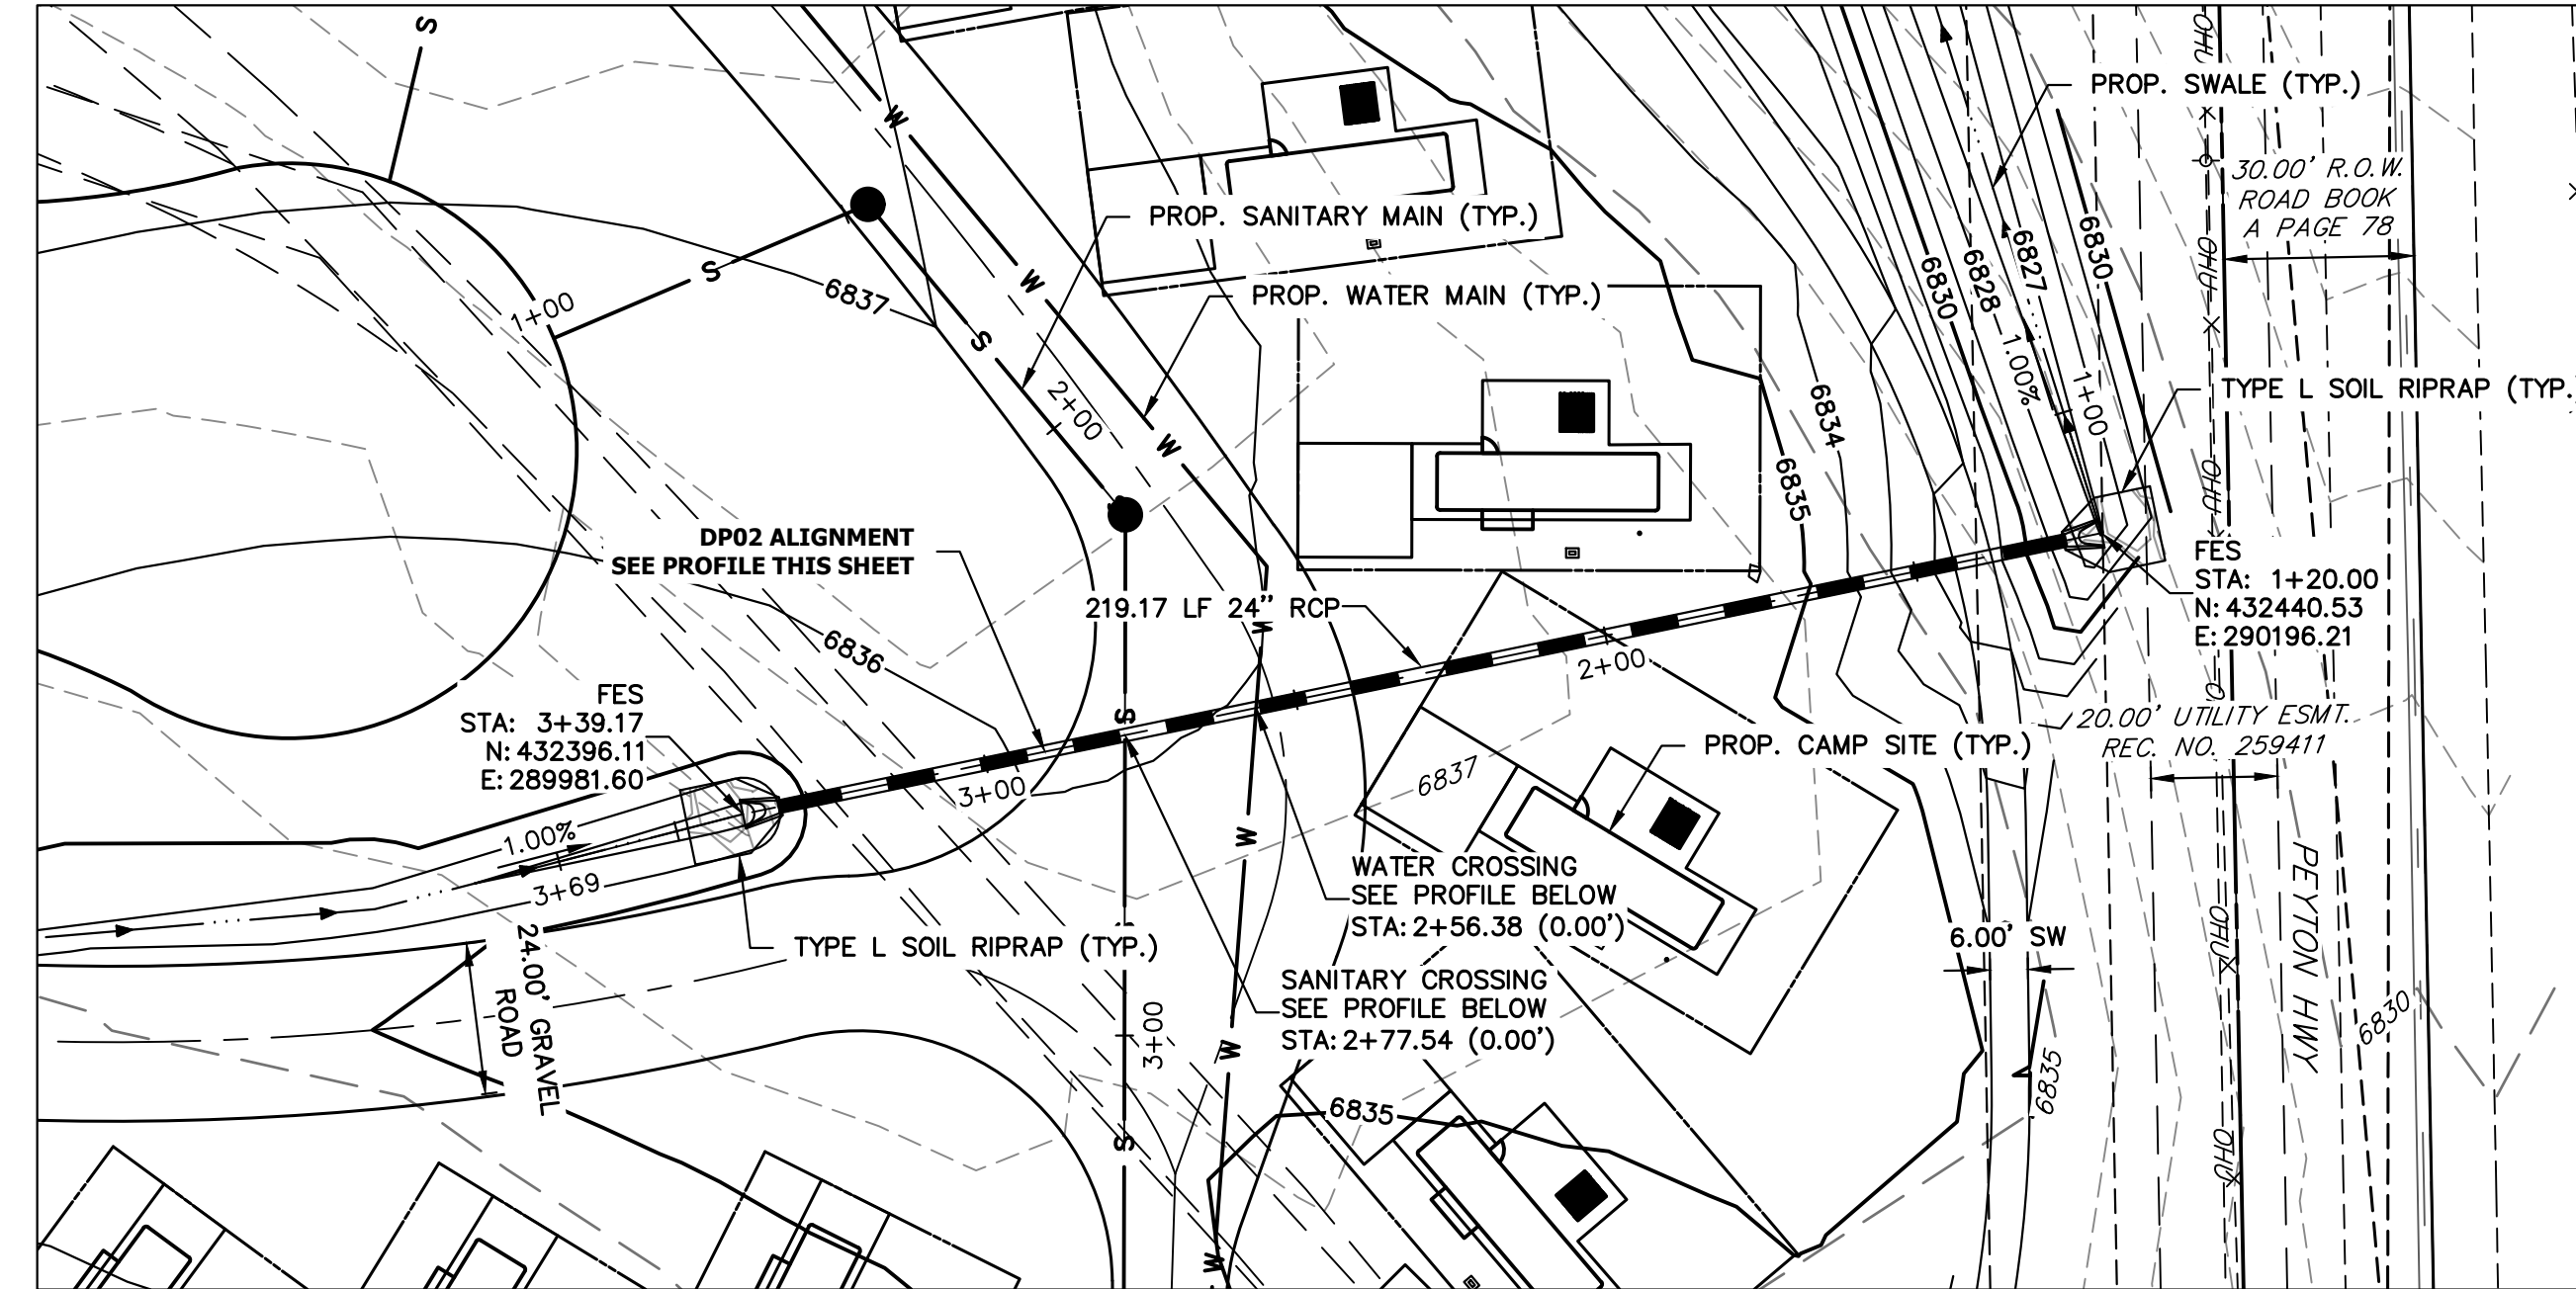 S
W
PROP. SWALE (TYP.)
OHU
X
30.00' R.O.W.
ROAD BOOK
A PAGE 78
PROP. SANITARY MAIN (TYP.)
S
W
6837
1+00
PROP. WATER MAIN (TYP.)
6830
6828
6827
6830
OHU
X
S
2+00
W
1.00%
1+00
6834
6835
TYPE L SOIL RIPRAP (TYP.
OHU
X
DP02 ALIGNMENT
SEE PROFILE THIS SHEET
219.17 LF 24" RCP
W
FES
STA: 1+20.00
N: 432440.53
E: 290196.21
6836
2+00
FES
STA: 3+39.17
N: 432396.11
E: 289981.60
S
20.00' UTILITY ESMT.
REC. NO. 259411
PROP. CAMP SITE (TYP.)
6837
3+00
1.00%
3+69
W
WATER CROSSING
SEE PROFILE BELOW
STA: 2+56.38 (0.00')
TYPE L SOIL RIPRAP (TYP.)
6.00' SW
OHU
X
PEYTON HWY
24.00' GRAVEL
ROAD
SANITARY CROSSING
SEE PROFILE BELOW
STA: 2+77.54 (0.00')
3+00
W
6830
6835
6835
S
OHU
X
W